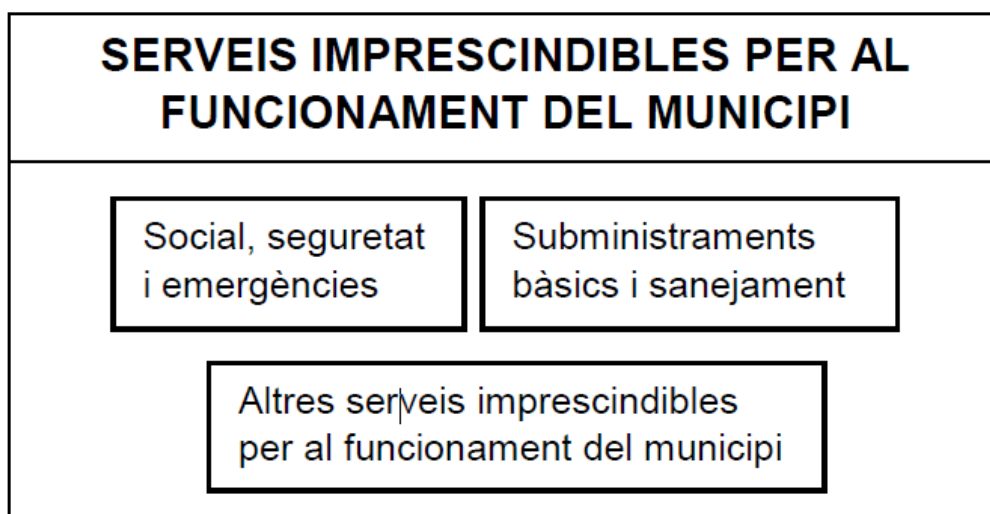 SERVEIS IMPRESCINDIBLES PER AL
FUNCIONAMENT DEL MUNICIPI
Social, seguretat
i emergències
Subministraments
bàsics i sanejament
Altres serveis imprescindibles
per al funcionament del municipi